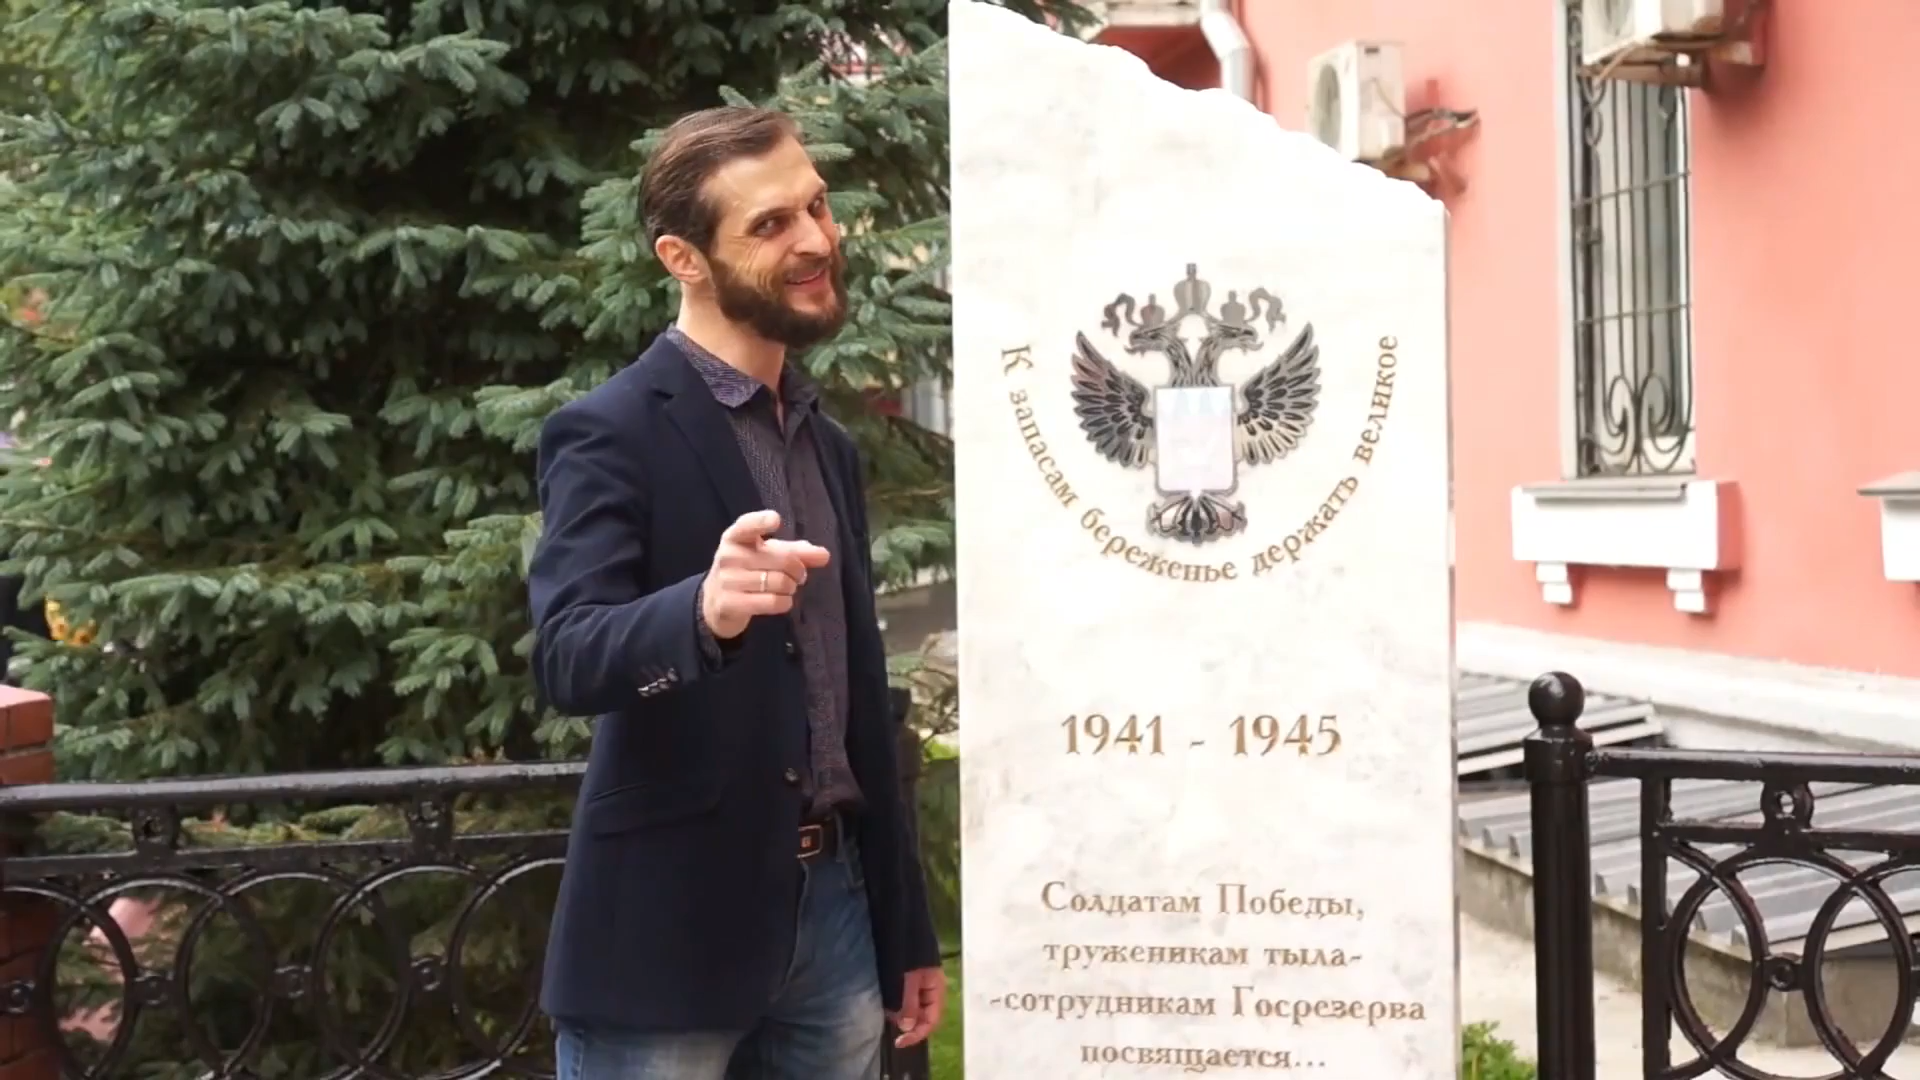 К запасам береженье держать великое
1941 - 1945
Солдатам Победы,
труженикам тыла-
-сотрудникам Госрезерва
посвящается...